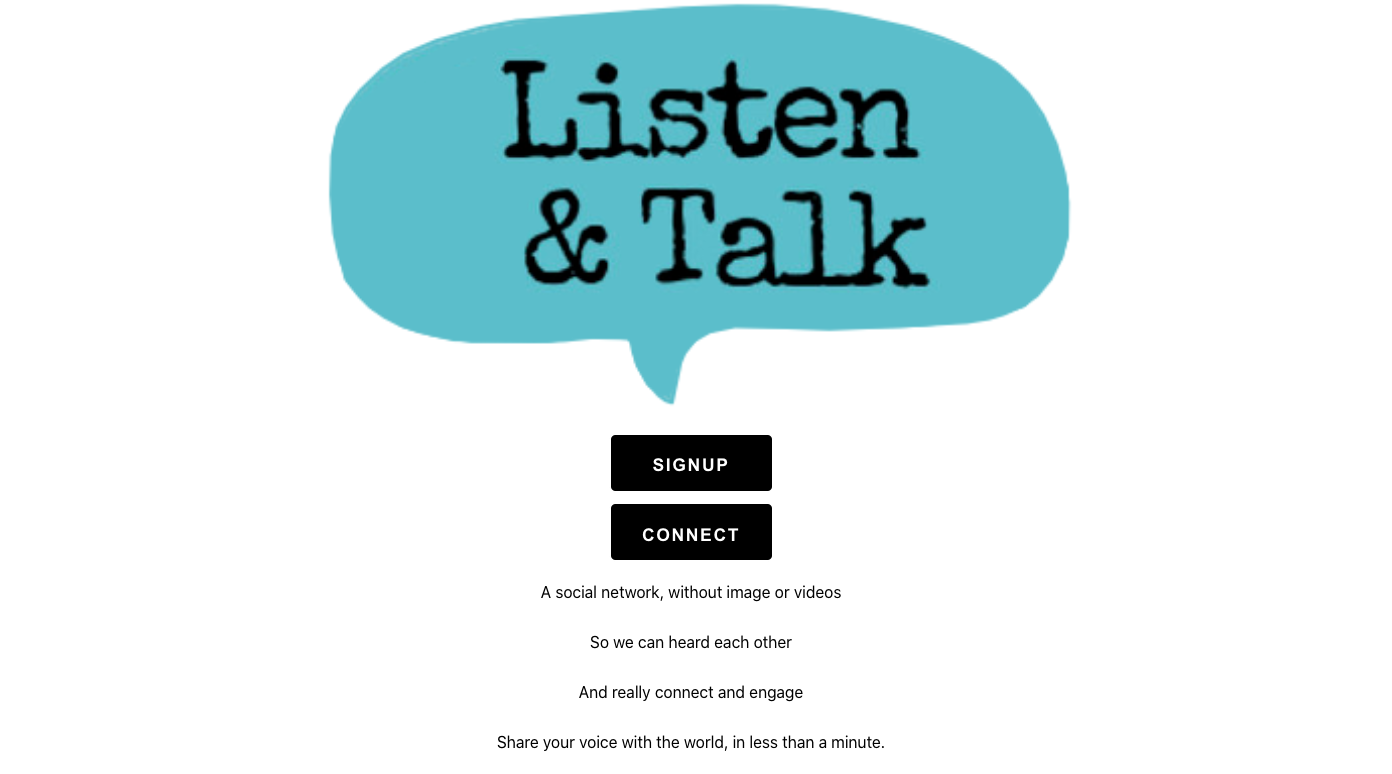 Listen
& Talk
SIGNUP
CONNECT
A social network, without image or videos
So we can heard each other
And really connect and engage
Share your voice with the world, in less than a minute.